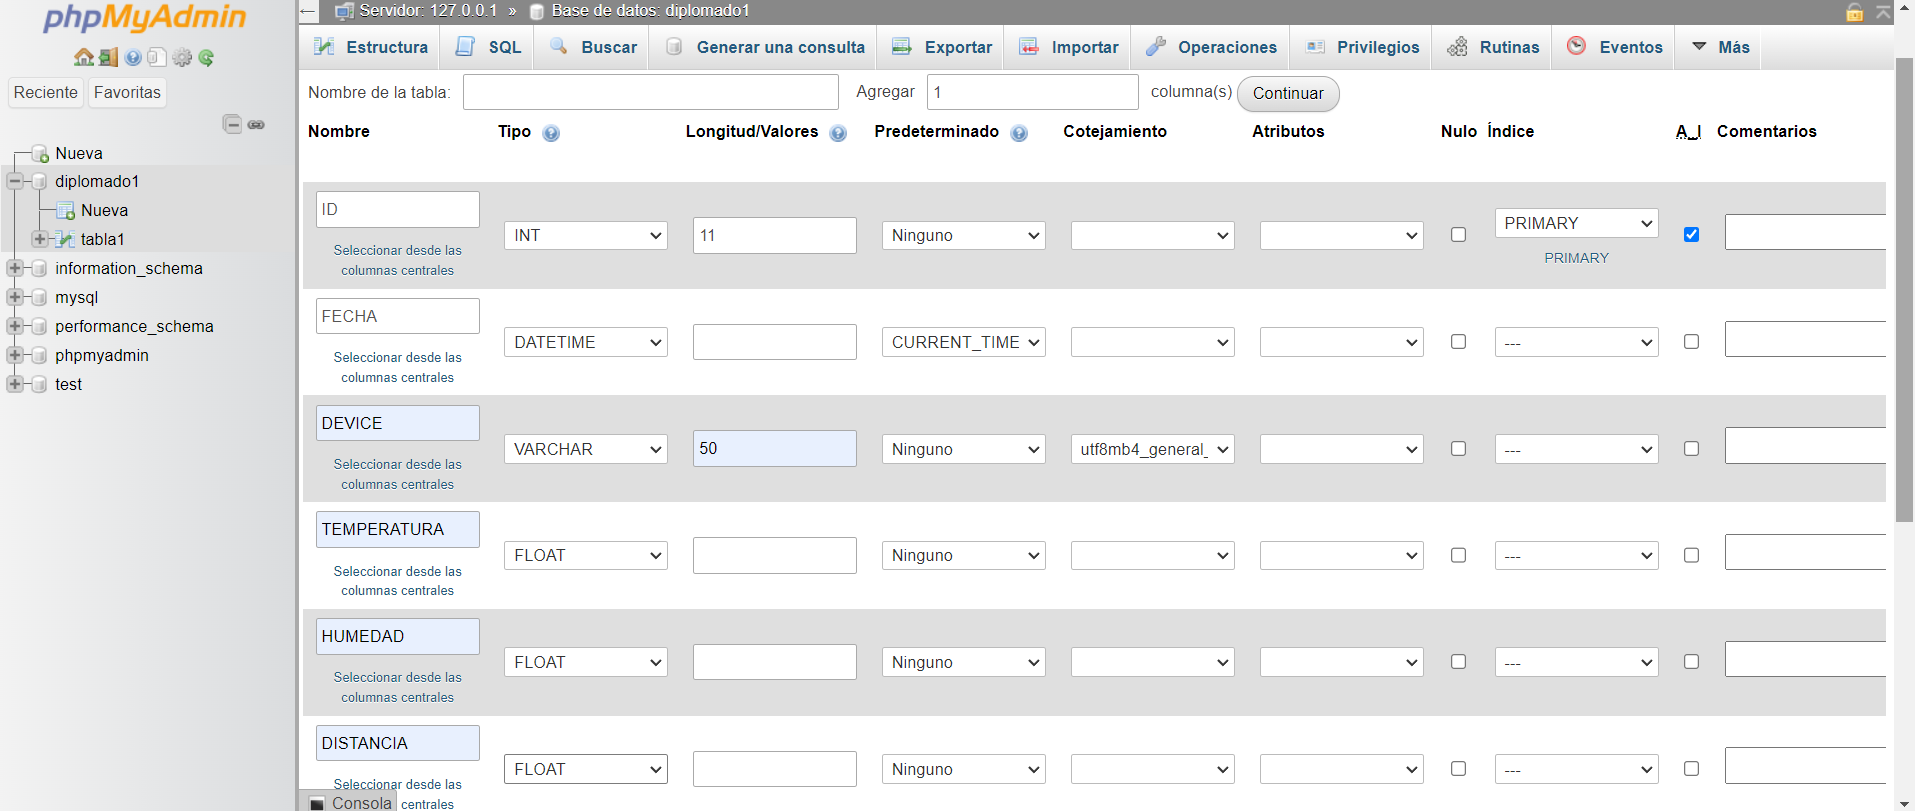 phpMyAdmin
Reciente Favoritas
Nueva
diplomado1
Nueva
tabla1
information_schema
mysql
performance_schema
phpmyadmin
test
Servidor: 127.0.0.1 » Base de datos: diplomado1
Estructura SQL Buscar Generar una consulta Exportar Importar Operaciones Privilegios Rutinas Eventos Más
Nombre de la tabla: Agregar 1 columna(s) Continuar
Nombre Tipo Longitud/Valores Predeterminado Cotejamiento Atributos Nulo Índice A_I Comentarios
ID INT 11 Ninguno PRIMARY
Seleccionar desde las
columnas centrales
PRIMARY
FECHA DATETIME CURRENT_TIME ---
Seleccionar desde las
columnas centrales
DEVICE VARCHAR 50 Ninguno utf8mb4_general_ ---
Seleccionar desde las
columnas centrales
TEMPERATURA FLOAT Ninguno ---
Seleccionar desde las
columnas centrales
HUMEDAD FLOAT Ninguno ---
Seleccionar desde las
columnas centrales
DISTANCIA FLOAT Ninguno ---
Seleccionar desde las
centrales
Consola